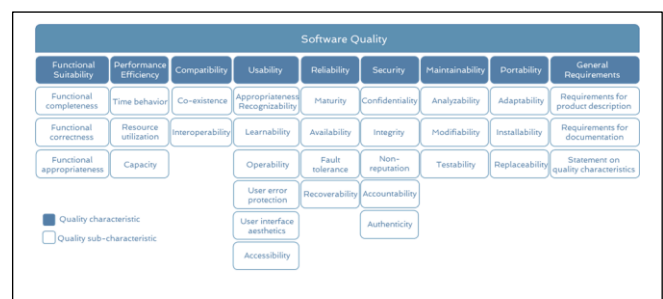 Software Quality
Functional
Suitability
Performance
Efficiency
Compatibility
Usability
Reliability
Security
Maintainability
Portability
General
Requirements
Functional
completeness
Time behavior
Co-existence
Appropriateness
Recognizability
Maturity
Confidentiality
Analyzability
Adaptability
Requirements for
product description
Functional
correctness
Resource
utilization
Interoperability
Learnability
Availability
Integrity
Modifiability
Installability
Requirements for
documentation
Functional
appropriateness
Capacity
Operability
Fault
tolerance
Non-
reputation
Testability
Replaceability
Statement on
quality characteristics
User error
protection
Recoverability
Accountability
User interface
aesthetics
Authenticity
Accessibility
Quality characteristic
Quality sub-characteristic